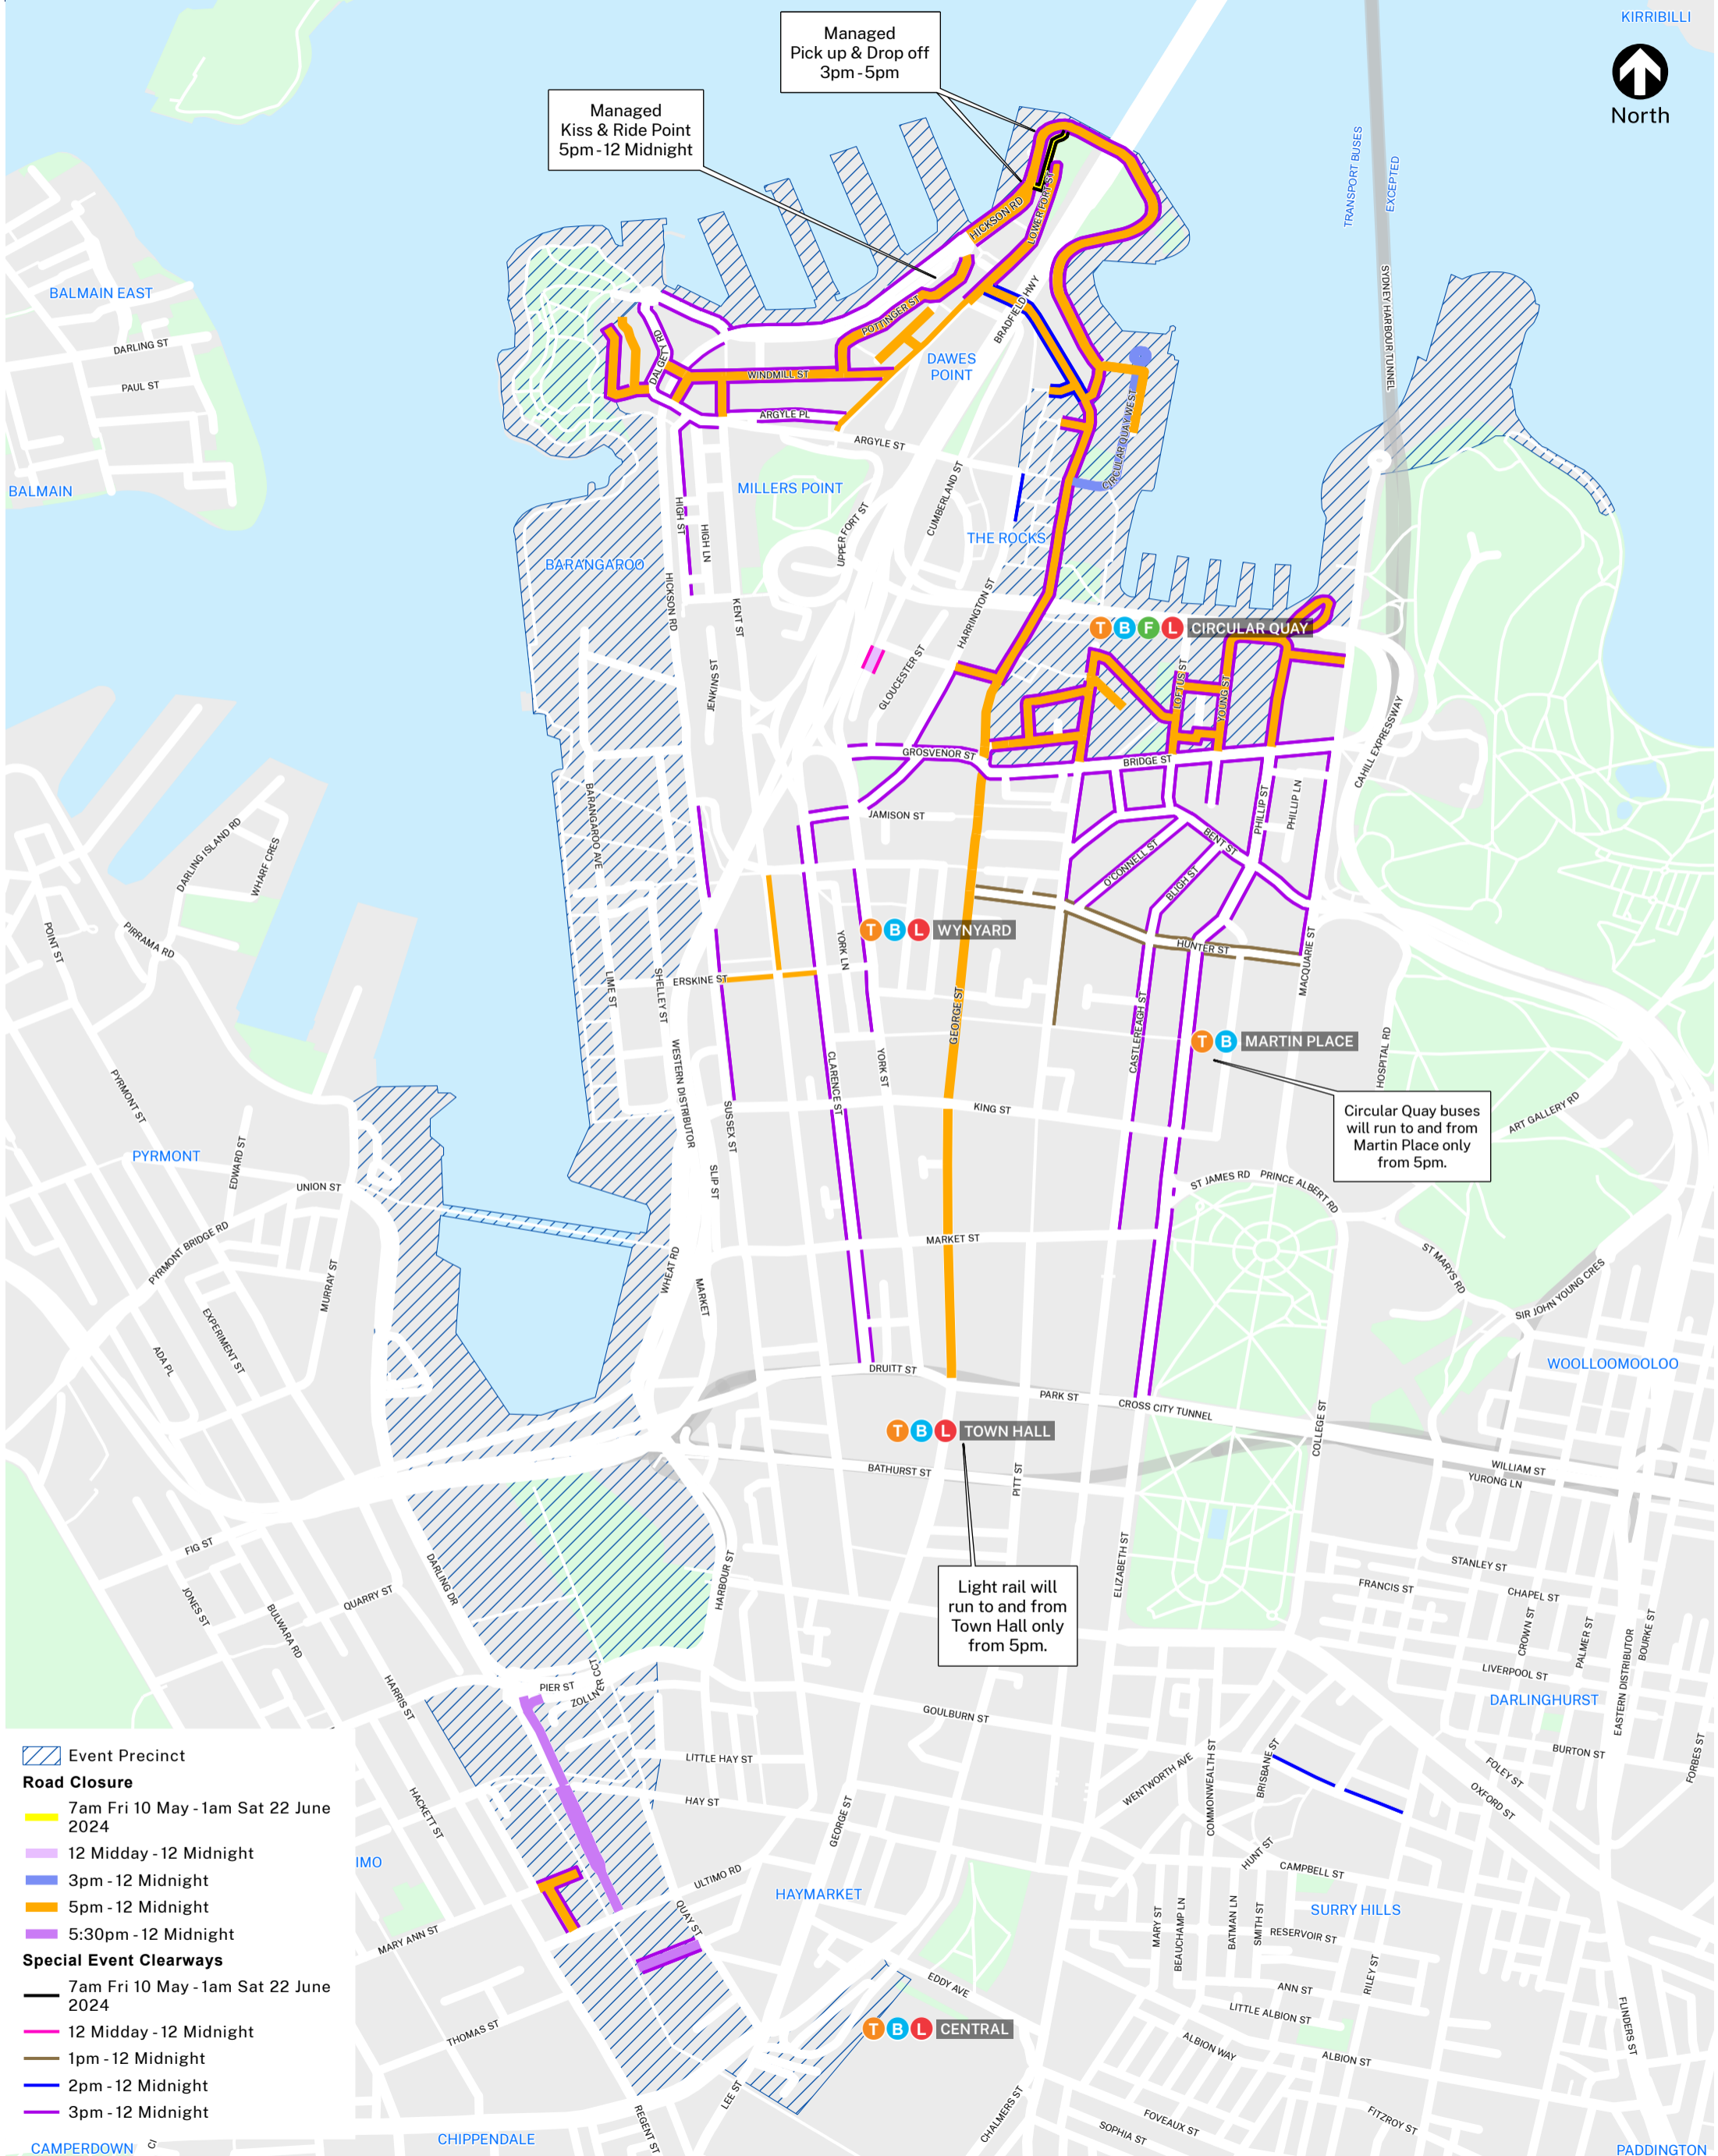 KIRRIBILLI
Managed
Pick up & Drop off
3pm - 5pm
North
Managed
Kiss & Ride Point
5pm - 12 Midnight
TRANSPORT BUSES
EXCEPTED
SYDNEY HARBOUR TUNNEL
HICKSON RD
LOWER FORT ST
BRADFIELD HWY
BALMAIN EAST
DARLING ST
PAUL ST
BALMAIN
POTTINGER ST
DALGETY RD
WINDMILL ST
DAWES
POINT
ARGYLE PL
ARGYLE ST
CIRCULAR QUAY WEST
MILLERS POINT
CUMBERLAND ST
UPPER FORT ST
THE ROCKS
HIGH ST
HIGH LN
BARANGAROO
HICKSON RD
KENT ST
HARRINGTON ST
GLOUCESTER ST
JENKINS ST
T B F L CIRCULAR QUAY
LOFTUS ST
YOUNG ST
CAHILL EXPRESSWAY
GROSVENOR ST
BRIDGE ST
JAMISON ST
PHILLIP ST
PHILLIP LN
BENT ST
O'CONNELL ST
BLIGH ST
BARANGAROO AVE
DARLING ISLAND RD
WHARF CRES
POINT ST
PIRRAMA RD
T B L WYNYARD
YORK LN
HUNTER ST
MACQUARIE ST
ERSKINE ST
LIME ST
SHELLEY ST
GEORGE ST
CASTLEREAGH ST
T B MARTIN PLACE
HOSPITAL RD
WESTERN DISTRIBUTOR
CLARENCE ST
YORK ST
SUSSEX ST
KING ST
PYRMONT ST
Circular Quay buses
will run to and from
Martin Place only
from 5pm.
ART GALLERY RD
PYRMONT
EDWARD ST
UNION ST
SLIP ST
ST JAMES RD
PRINCE ALBERT RD
PYRMONT BRIDGE RD
MURRAY ST
WHEAT RD
MARKET
MARKET ST
ST MARYS RD
SIR JOHN YOUNG CRES
EXPERIMENT ST
ADA PL
WOOLLOOMOOLOO
DRUITT ST
PARK ST
CROSS CITY TUNNEL
COLLEGE ST
T B L TOWN HALL
BATHURST ST
PITT ST
WILLIAM ST
YURONG LN
FIG ST
JONES ST
BULWARA RD
QUARRY ST
DARLING DR
HARBOUR ST
ELIZABETH ST
Light rail will
run to and from
Town Hall only
from 5pm.
STANLEY ST
FRANCIS ST
CHAPEL ST
CROWN ST
PALMER ST
BOURKE ST
EASTERN DISTRIBUTOR
LIVERPOOL ST
DARLINGHURST
HARRIS ST
PIER ST
ZOLLNER CCT
GOULBURN ST
BURTON ST
FORBES ST
FOLEY ST
OXFORD ST
LITTLE HAY ST
HAY ST
WENTWORTH AVE
COMMONWEALTH ST
BRISBANE ST
HACKETT ST
GEORGE ST
HUNT ST
CAMPBELL ST
IMO
ULTIMO RD
HAYMARKET
QUAY ST
SURRY HILLS
MARY ANN ST
MARY ST
BEAUCHAMP LN
BATMAN LN
SMITH ST
RESERVOIR ST
RILEY ST
EDDY AVE
ANN ST
LITTLE ALBION ST
THOMAS ST
T B L CENTRAL
ALBION WAY
ALBION ST
FLINDERS ST
LEE ST
REGENT ST
CHALMERS ST
SOPHIA ST
FOVEAUX ST
FITZROY ST
CHIPPENDALE
CAMPERDOWN
CI
PADDINGTON
Event Precinct
Road Closure
7am Fri 10 May - 1am Sat 22 June
2024
12 Midday - 12 Midnight
3pm - 12 Midnight
5pm - 12 Midnight
5:30pm - 12 Midnight
Special Event Clearways
7am Fri 10 May - 1am Sat 22 June
2024
12 Midday - 12 Midnight
1pm - 12 Midnight
2pm - 12 Midnight
3pm - 12 Midnight